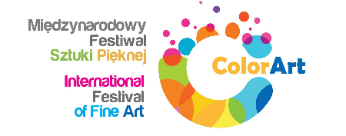 Międzynarodowy
Festiwal
Sztuki Pięknej
International
Festival
of Fine Art
ColorArt